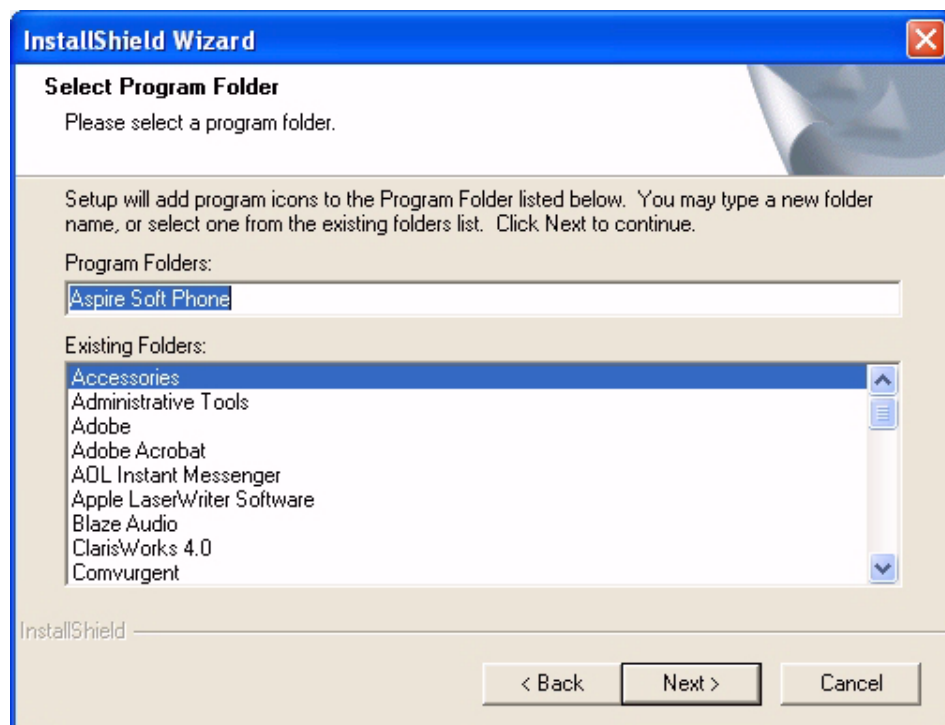 InstallShield Wizard
Select Program Folder
Please select a program folder.
Setup will add program icons to the Program Folder listed below.  You may type a new folder
name, or select one from the existing folders list.  Click Next to continue.
Program Folders:
Aspire Soft Phone
Existing Folders:
Accessories
Administrative Tools
Adobe
Adobe Acrobat
AOL Instant Messenger
Apple LaserWriter Software
Blaze Audio
ClarisWorks 4.0
Comvurgent
InstallShield
< Back
Next >
Cancel